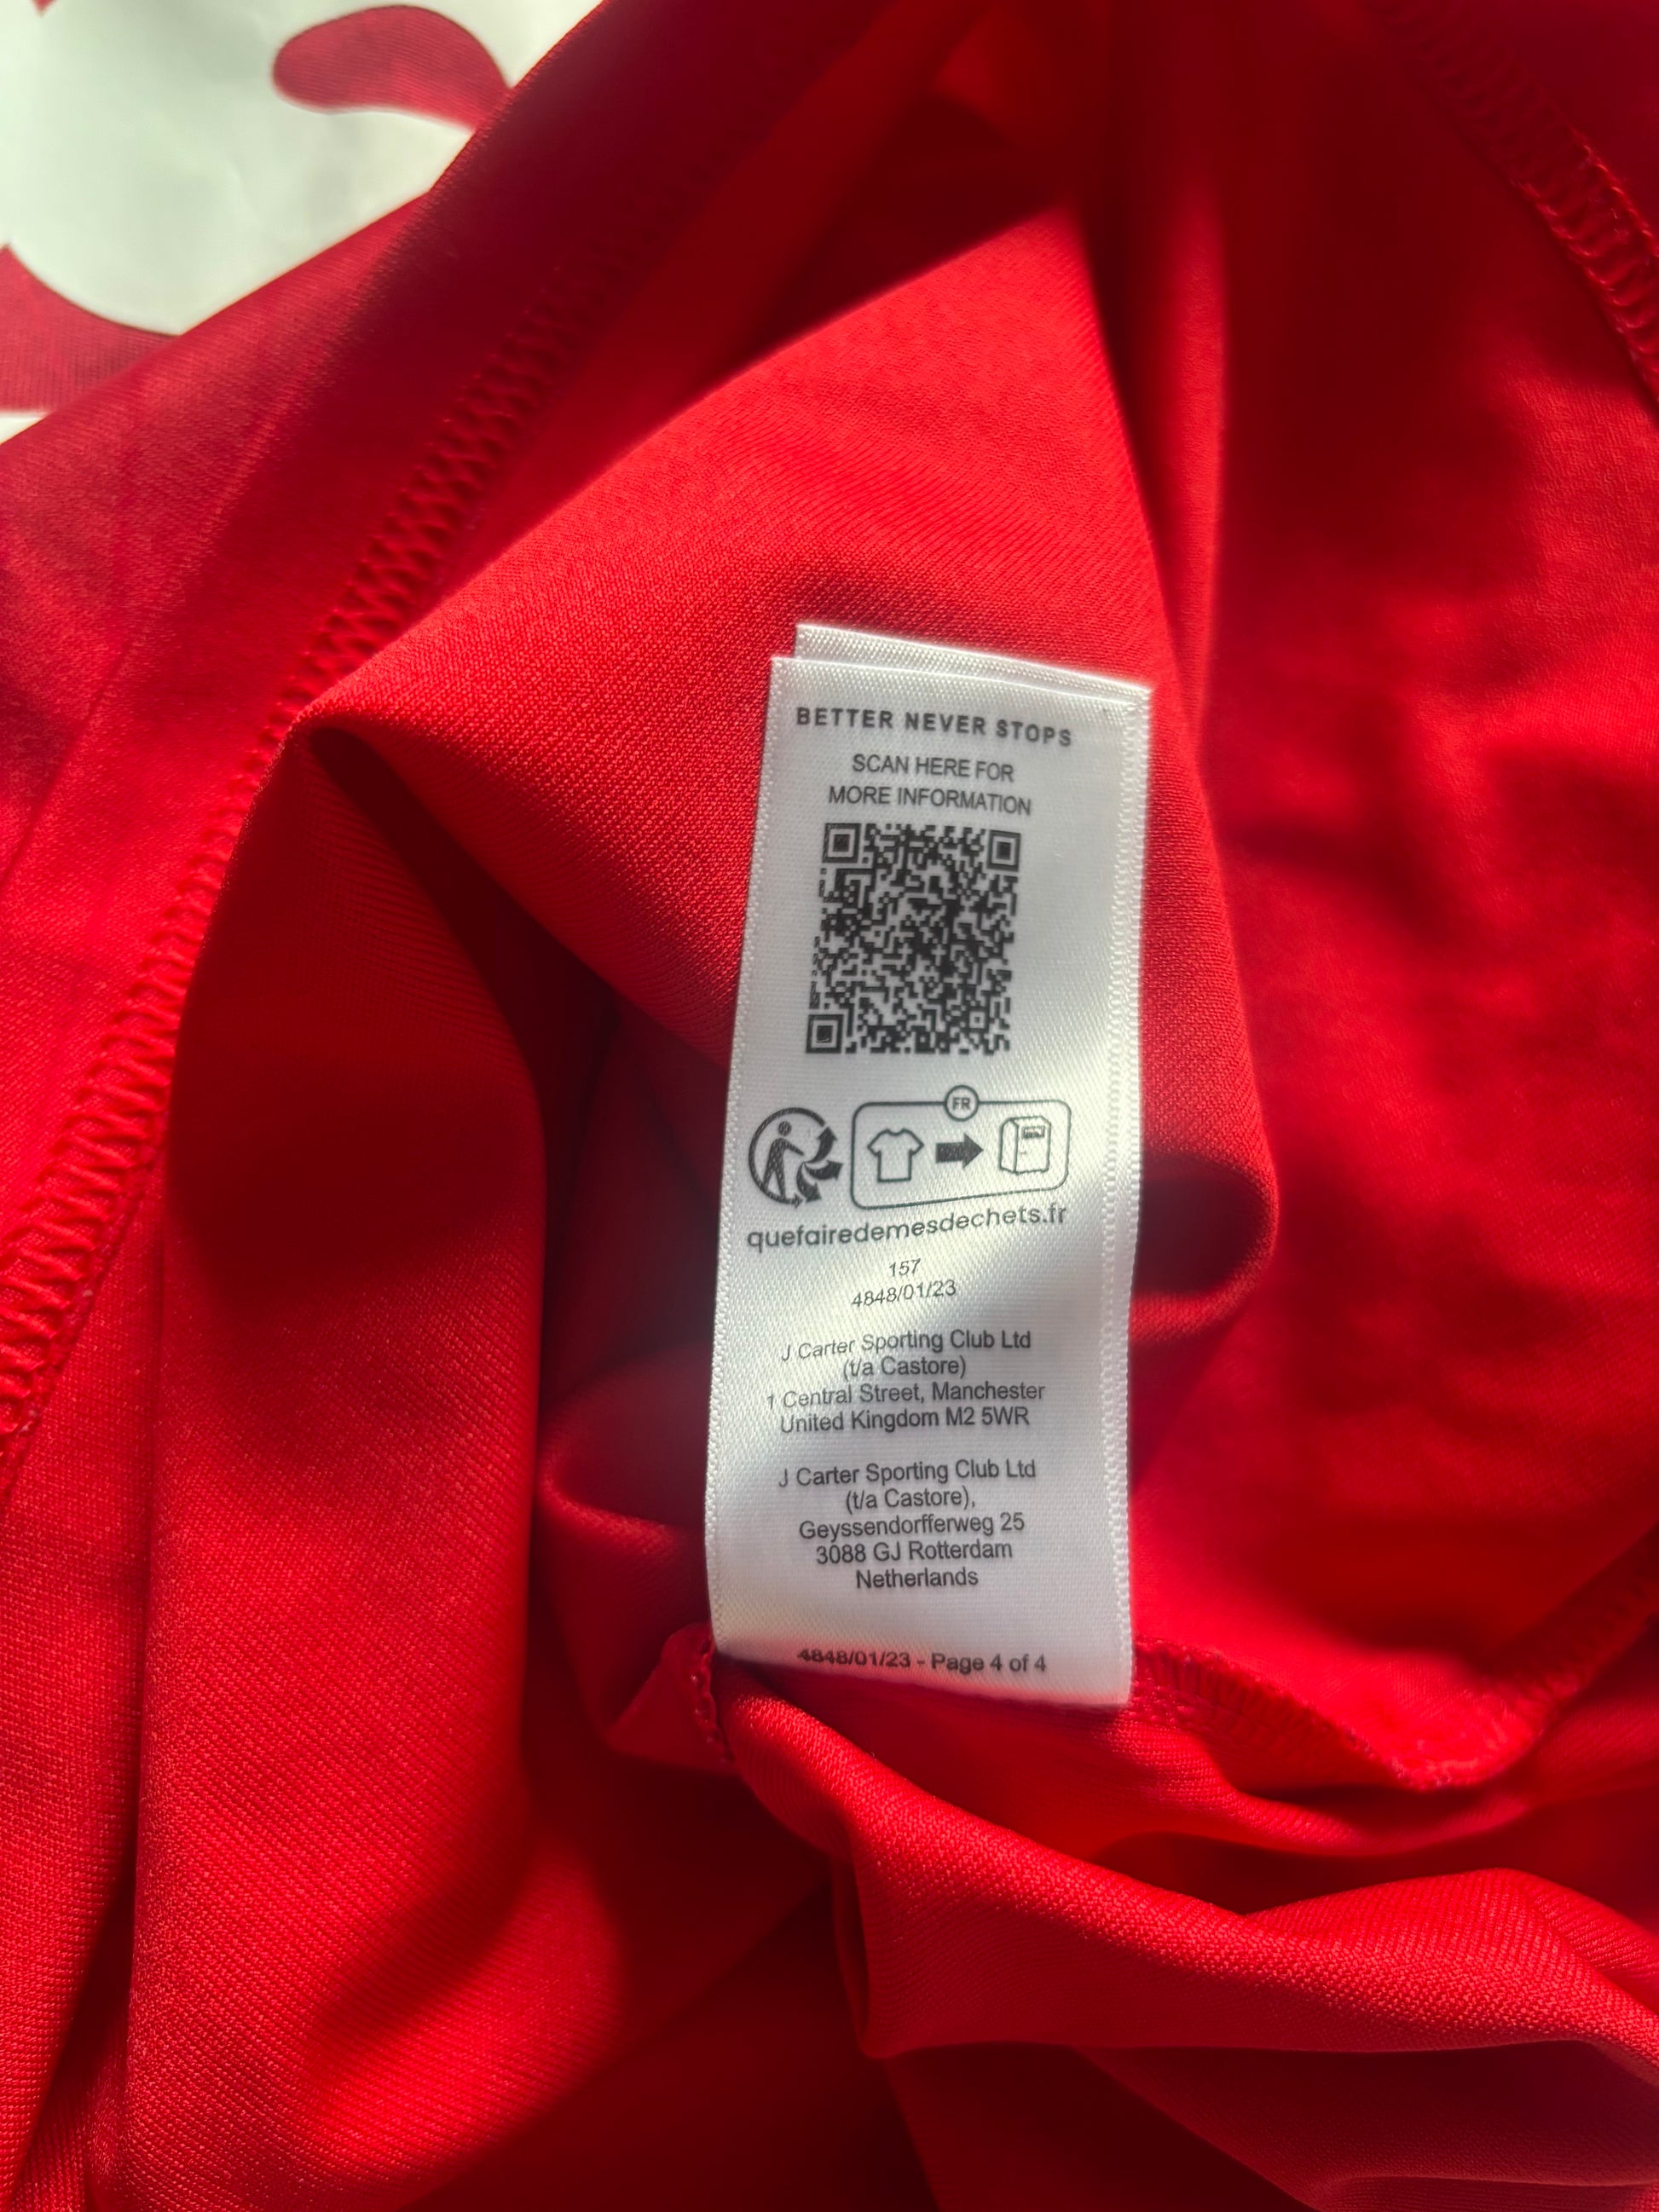 BETTER NEVER STOPS
SCAN HERE FOR
MORE INFORMATION
FR
quefairedemesdechets.fr
157
4848/01/23
J Carter Sporting Club Ltd
(t/a Castore)
1 Central Street, Manchester
United Kingdom M2 5WR
J Carter Sporting Club Ltd
(t/a Castore),
Geyssendorfferweg 25
3088 GJ Rotterdam
Netherlands
4848/01/23 - Page 4 of 4